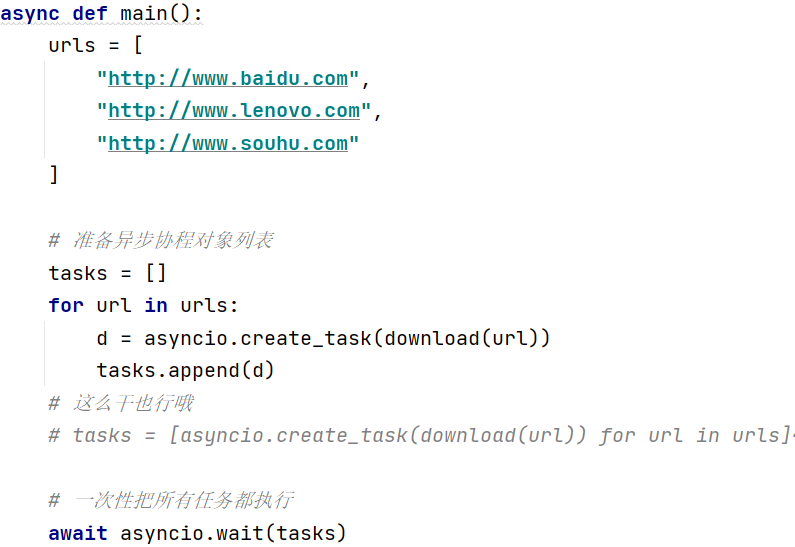 async def main():
    urls = [
        "http://www.baidu.com",
        "http://www.lenovo.com",
        "http://www.souhu.com"
    ]
    # 准备异步协程对象列表
    tasks = []
    for url in urls:
        d = asyncio.create_task(download(url))
        tasks.append(d)
    # 这么干也行哦
    # tasks = [asyncio.create_task(download(url)) for url in urls]
    # 一次性把所有任务都执行
    await asyncio.wait(tasks)